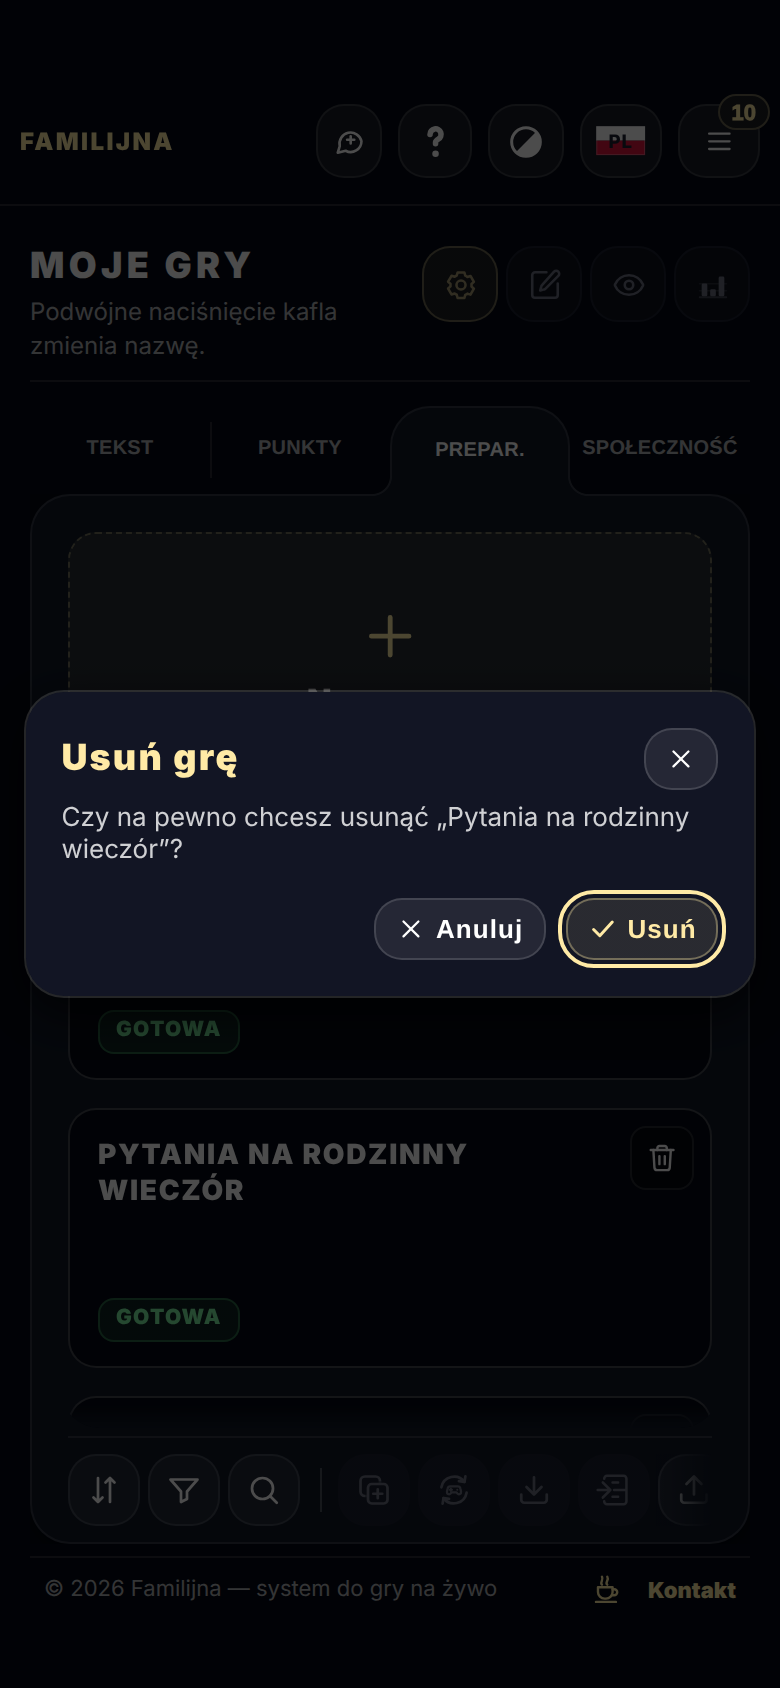 FAMILIJNA
PL
10
MOJE GRY
Podwójne naciśnięcie kafla
zmienia nazwę.
TEKST
PUNKTY
PREPAR.
SPOŁECZNOŚĆ
Usuń grę
Czy na pewno chcesz usunąć „Pytania na rodzinny
wieczór”?
Anuluj
Usuń
GOTOWA
PYTANIA NA RODZINNY
WIECZÓR
GOTOWA
© 2026 Familijna — system do gry na żywo
Kontakt